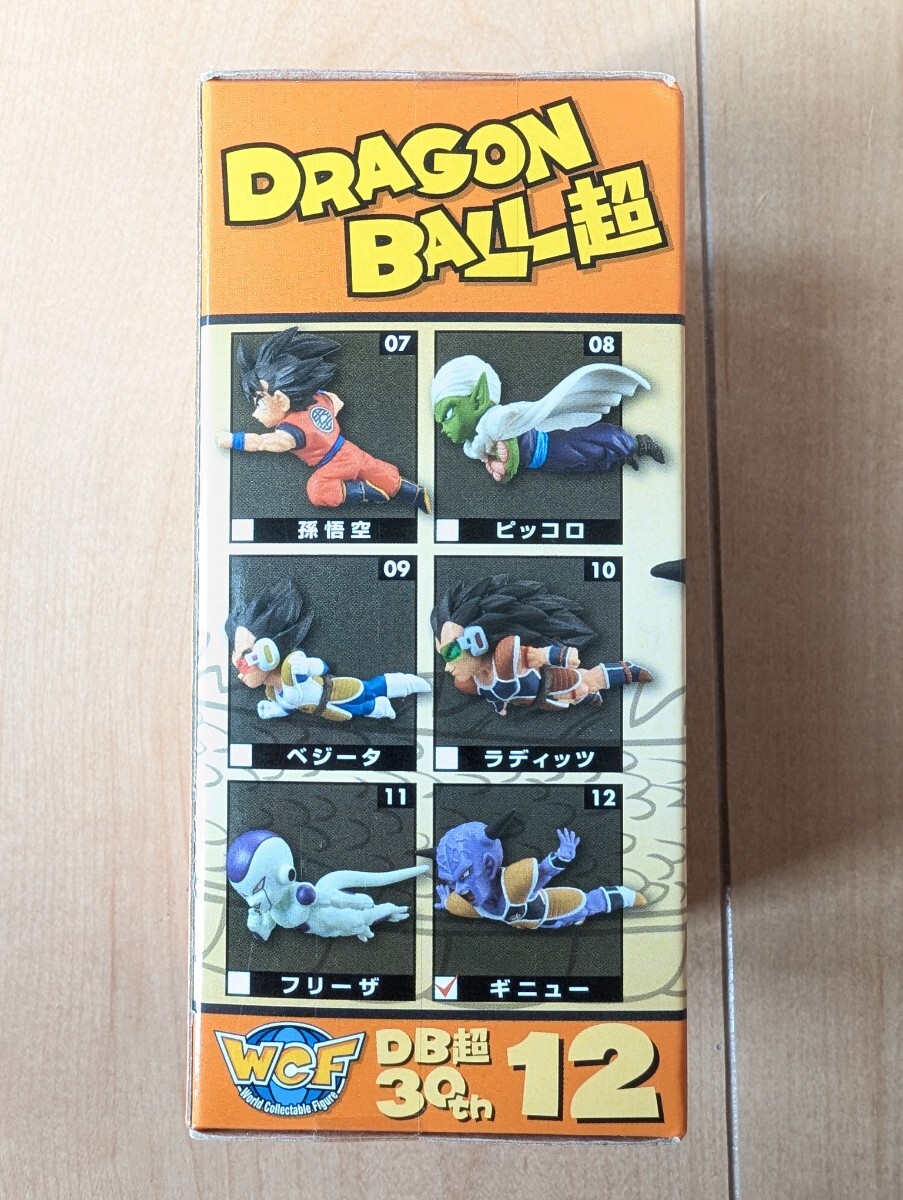 DRAGON
BALL超
07
08
孫悟空
ピッコロ
09
10
ベジータ
ラディッツ
11
12
フリーザ
ギニュー
WCF
World Collectable Figure
DB超
30th
12